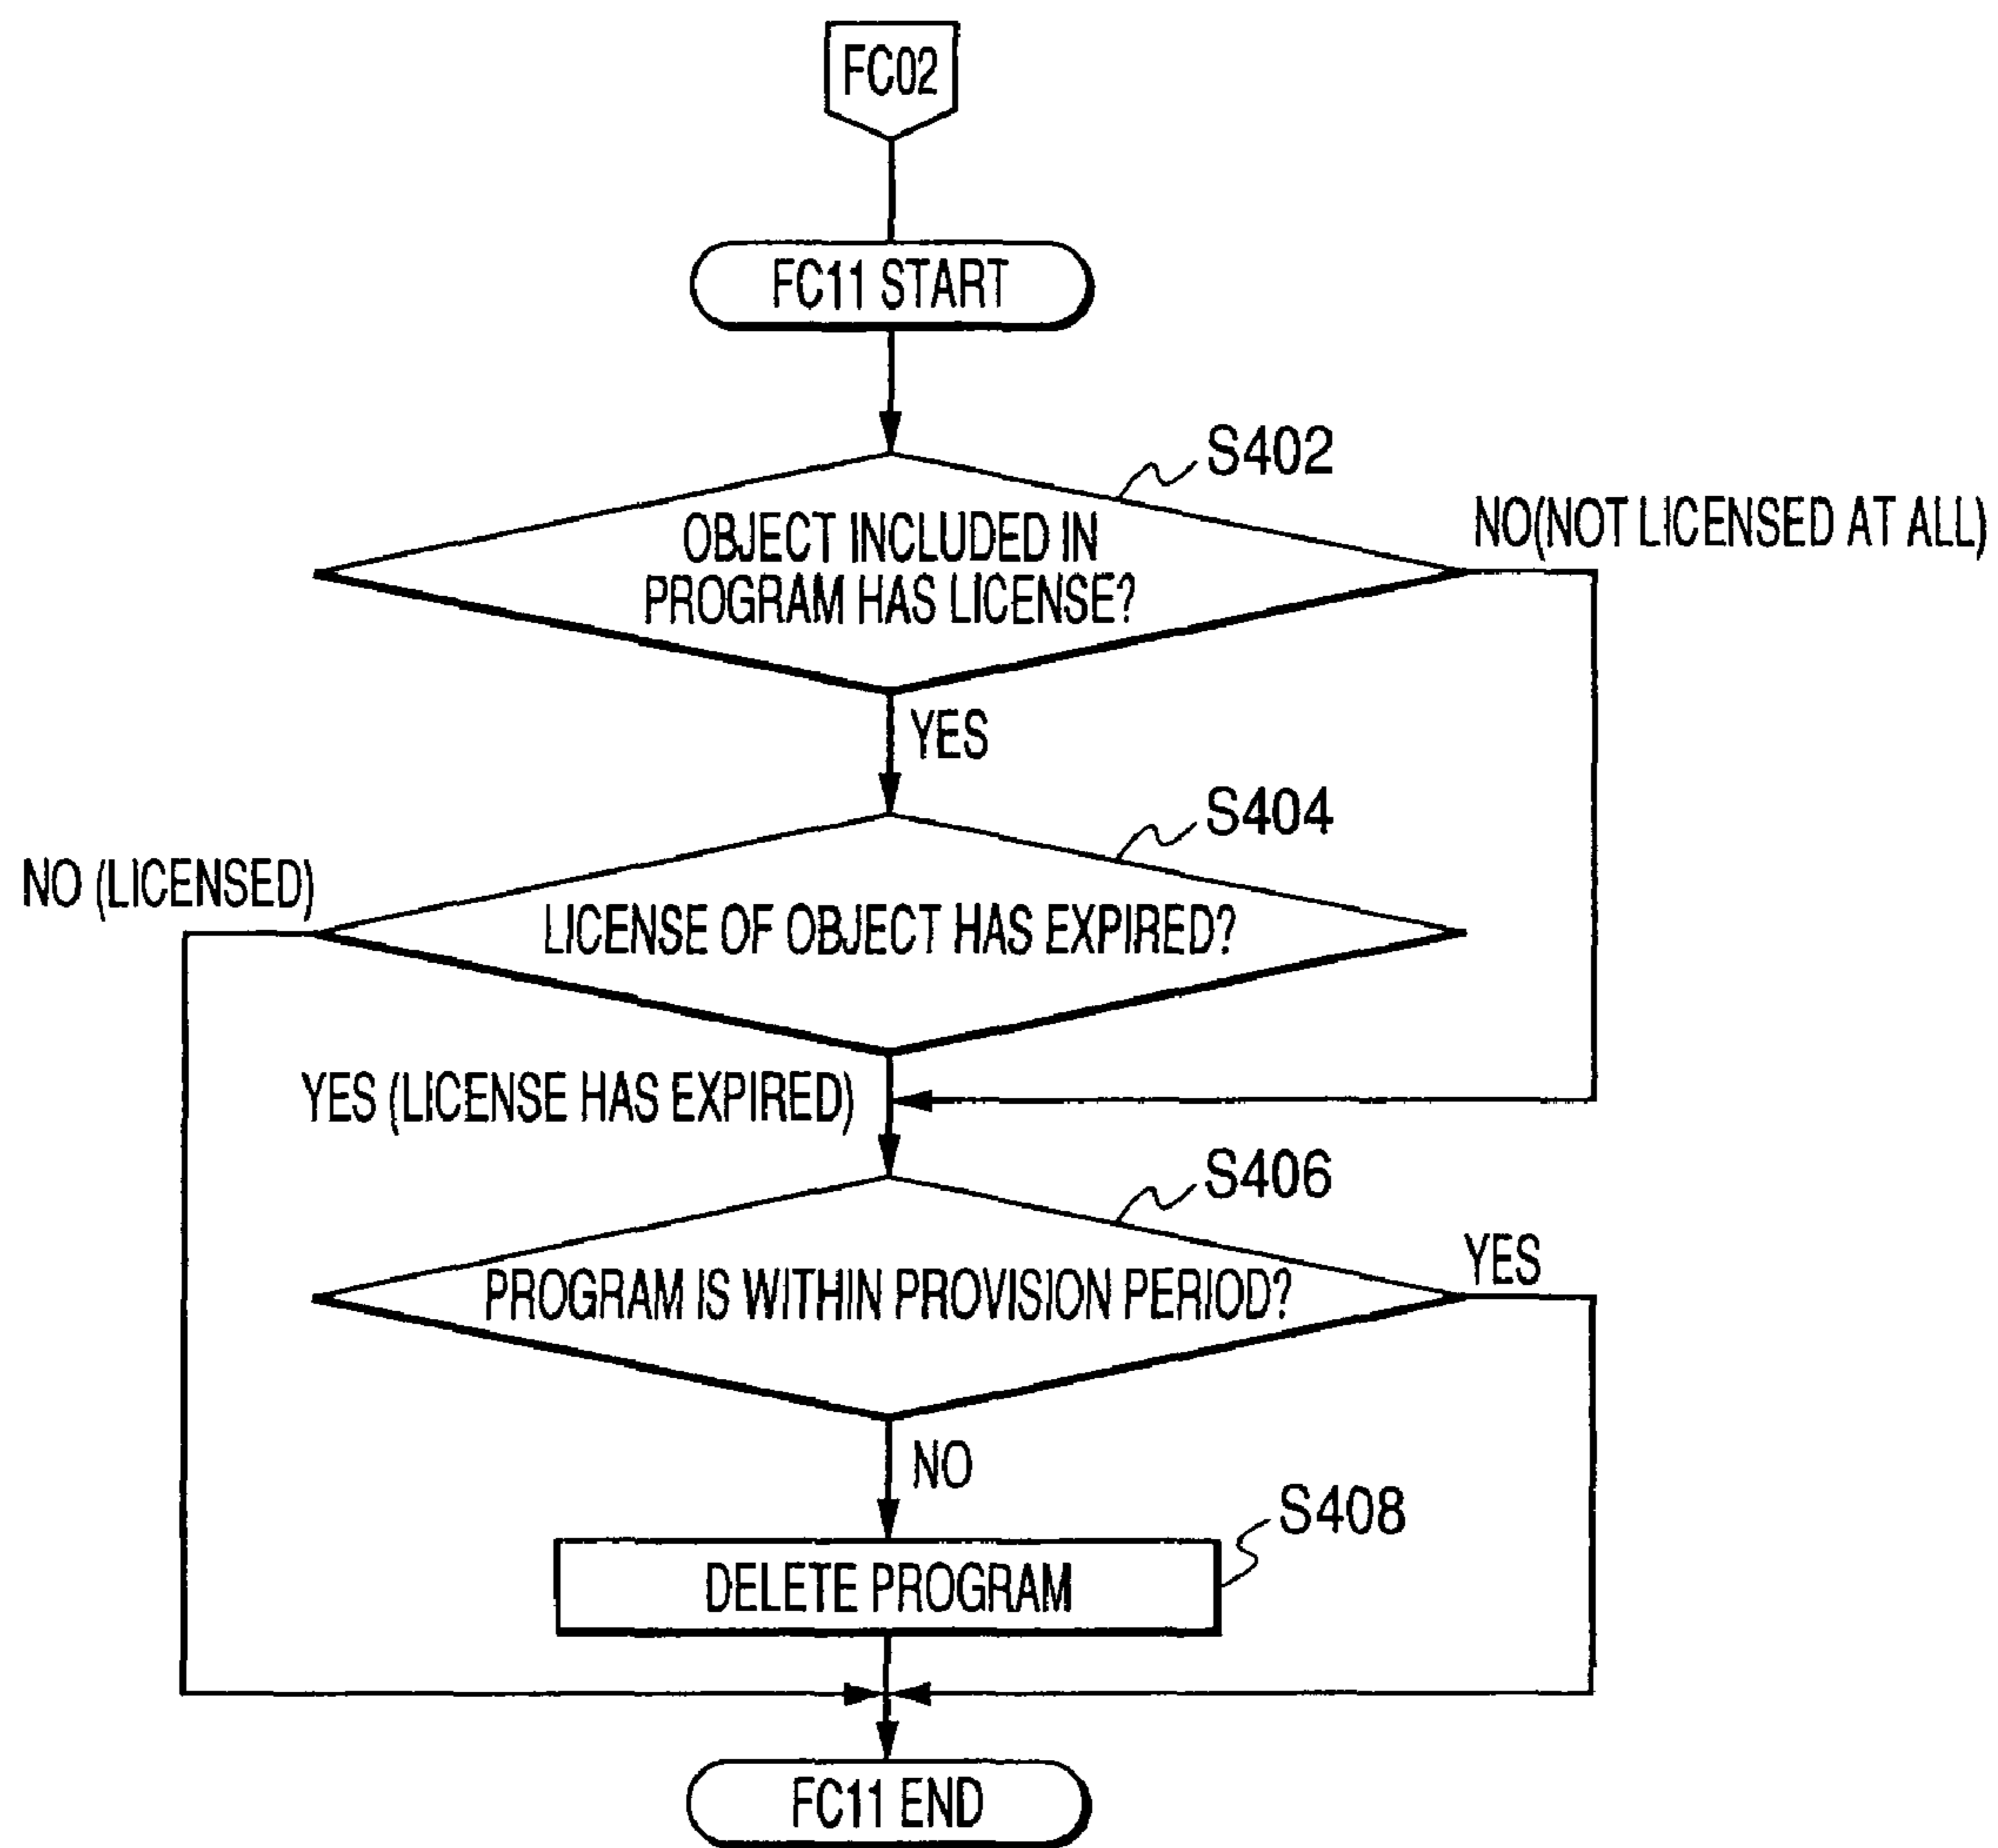 FC02
FC11 START
S402
OBJECT INCLUDED IN
PROGRAM HAS LICENSE?
NO(NOT LICENSED AT ALL)
YES
S404
NO (LICENSED)
LICENSE OF OBJECT HAS EXPIRED?
YES (LICENSE HAS EXPIRED)
S406
PROGRAM IS WITHIN PROVISION PERIOD?
YES
NO
S408
DELETE PROGRAM
FC11 END